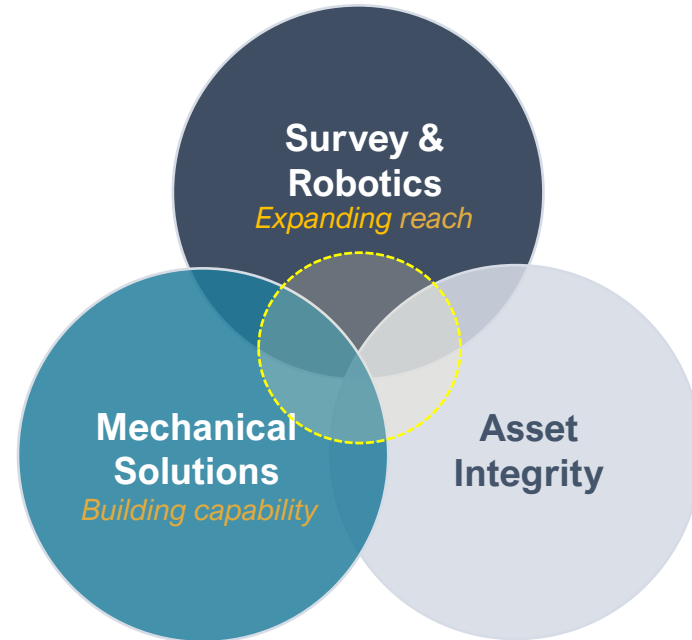 Survey &
Robotics
Expanding reach
Mechanical
Solutions
Building capability
Asset
Integrity